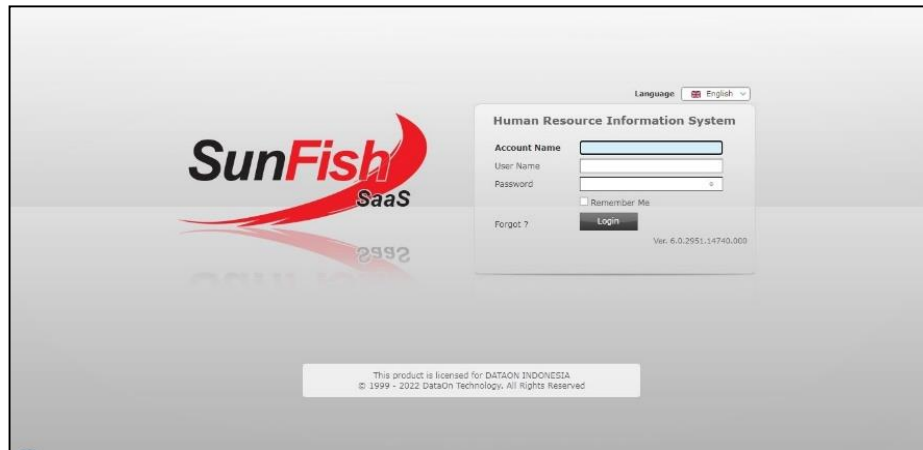 Language English
Human Resource Information System
SunFish
SaaS
Account Name
User Name
Password
Remember Me
Forgot ? Login
Ver. 6.0.2951.14740.000
This product is licensed for DATAON INDONESIA
© 1999 - 2022 DataOn Technology. All Rights Reserved